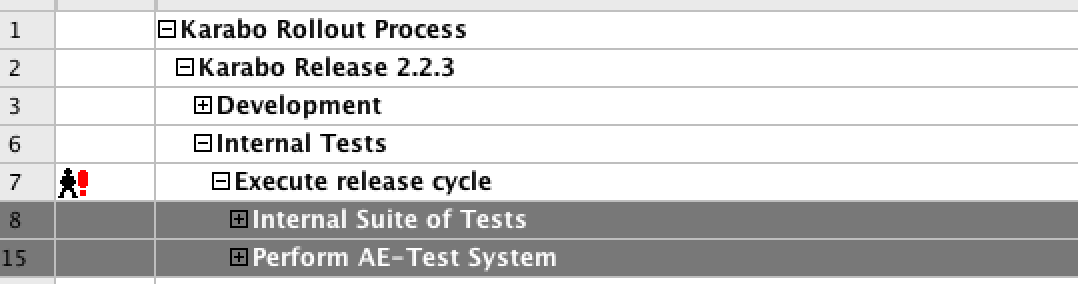 1 Karabo Rollout Process
2 Karabo Release 2.2.3
3 Development
6 Internal Tests
7 Execute release cycle
8 Internal Suite of Tests
15 Perform AE-Test System